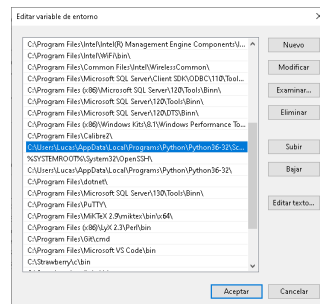 Editar variable de entorno
C:\Program Files\Intel\Intel(R) Management Engine Components\I...
C:\Program Files\Intel\WiFi\bin\
C:\Program Files\Common Files\Intel\WirelessCommon\
C:\Program Files\Microsoft SQL Server\Client SDK\ODBC\110\Tool...
C:\Program Files (x86)\Microsoft SQL Server\120\Tools\Binn\
C:\Program Files\Microsoft SQL Server\120\Tools\Binn\
C:\Program Files\Microsoft SQL Server\120\DTS\Binn\
C:\Program Files (x86)\Windows Kits\8.1\Windows Performance To...
C:\Program Files\Calibre2\
C:\Users\Lucas\AppData\Local\Programs\Python\Python36-32\Sc...
%SYSTEMROOT%\System32\OpenSSH\
C:\Users\Lucas\AppData\Local\Programs\Python\Python36-32\
C:\Program Files\dotnet\
C:\Program Files\Microsoft SQL Server\130\Tools\Binn\
C:\Program Files\PuTTY\
C:\Program Files\MiKTeX 2.9\miktex\bin\x64\
C:\Program Files (x86)\LyX 2.3\Perl\bin
C:\Program Files\Git\cmd
C:\Program Files\Microsoft VS Code\bin
C:\Strawberry\c\bin
Nuevo
Modificar
Examinar...
Eliminar
Subir
Bajar
Editar texto...
Aceptar
Cancelar